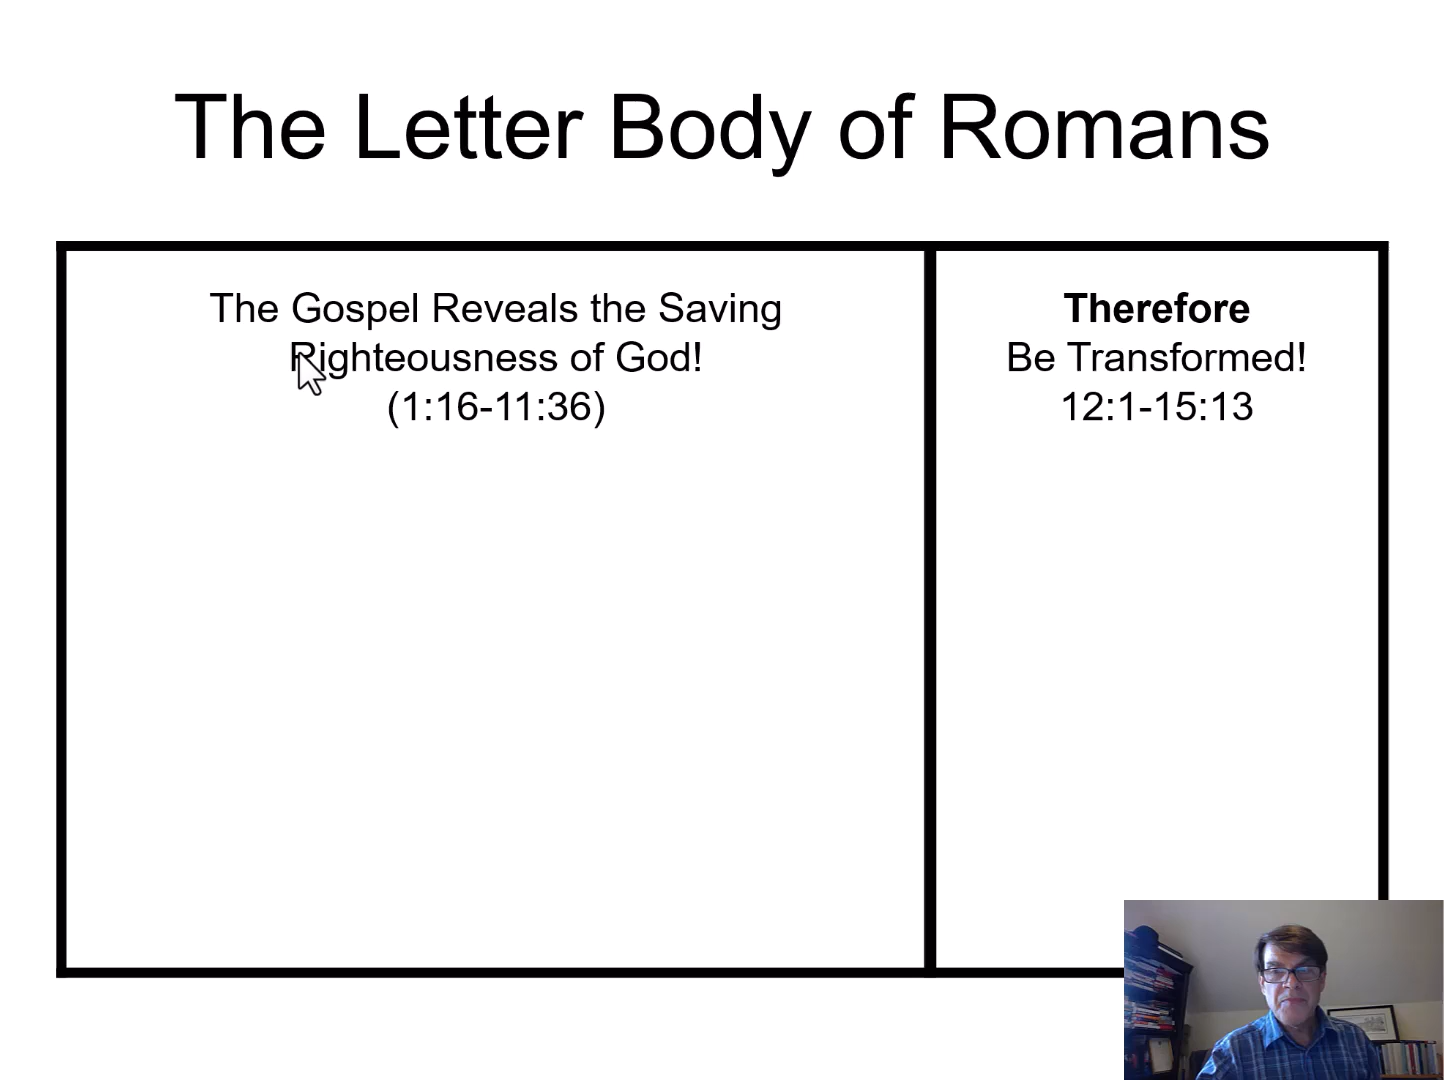 The Letter Body of Romans
The Gospel Reveals the Saving
Righteousness of God!
(1:16-11:36)
Therefore
Be Transformed!
12:1-15:13